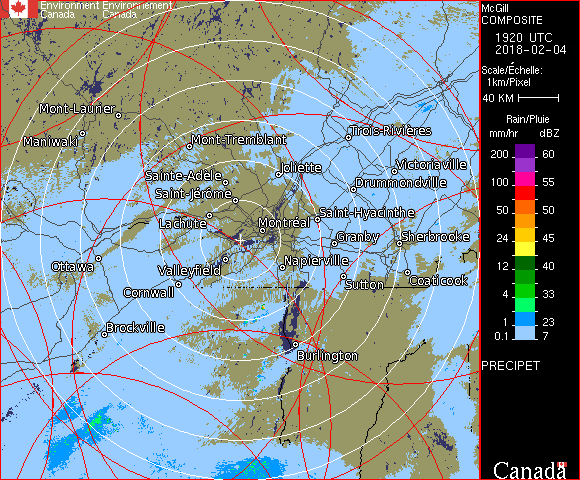 Environment Environnement
Canada Canada
McGill
COMPOSITE
1920 UTC
2018-02-04
Scale/Échelle:
1km/Pixel
40 KM
Rain/Pluie
mm/hr dBZ
200 60
100 55
50 50
24 45
12 40
4 33
1 23
0.1 7
PRECIPET
Canada
Mont-Laurier
Maniwaki
Mont-Tremblant
Trois-Rivières
Joliette
Victoriaville
Sainte-Adèle
Drummondville
Saint-Jérôme
Saint-Hyacinthe
Lachute
Montréal
Granby
Sherbrooke
Ottawa
Valleyfield
Napierville
Cornwall
Sutton
Coaticook
Brockville
Burlington